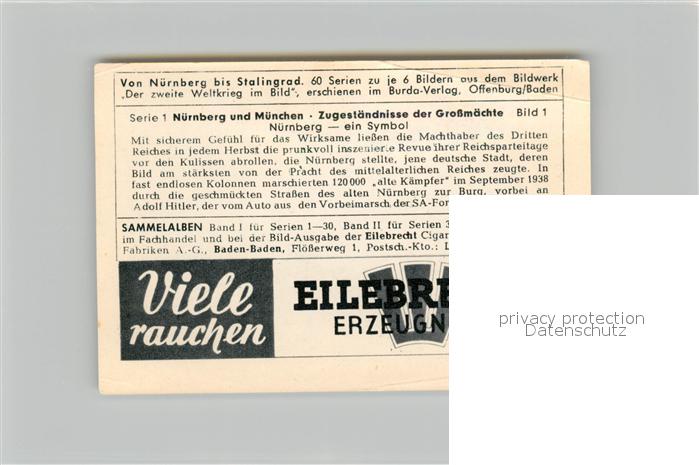 Von Nürnberg bis Stalingrad. 60 Serien zu je 6 Bildern aus dem Bildwerk
„Der zweite Weltkrieg im Bild", erschienen im Burda-Verlag, Offenburg/Baden
Serie 1 Nürnberg und München · Zugeständnisse der Großmächte Bild 1
Nürnberg — ein Symbol
Mit sicherem Gefühl für das Wirksame ließen die Machthaber des Dritten
Reiches in jedem Herbst die prunkvoll inszenierte Revue ihrer Reichsparteitage
vor den Kulissen abrollen, die Nürnberg stellte, jene deutsche Stadt, deren
Bild am stärksten von der Pracht des mittelalterlichen Reiches zeugte. In
fast endlosen Kolonnen marschierten 120000 „alte Kämpfer" im September 1938
durch die geschmückten Straßen des alten Nürnberg zur Burg, vorbei an
Adolf Hitler, der vom Auto aus den Vorbeimarsch der SA-For
SAMMELALBEN Band I für Serien 1—30, Band II für Serien 3
im Fachhandel und bei der Bild-Ausgabe der Eilebrecht Cigar
Fabriken A.-G., Baden-Baden, Flößerweg 1, Postsch.-Kto.:
Viele
rauchen
EILEBRE
ERZEUGN
privacy protection
Datenschutz